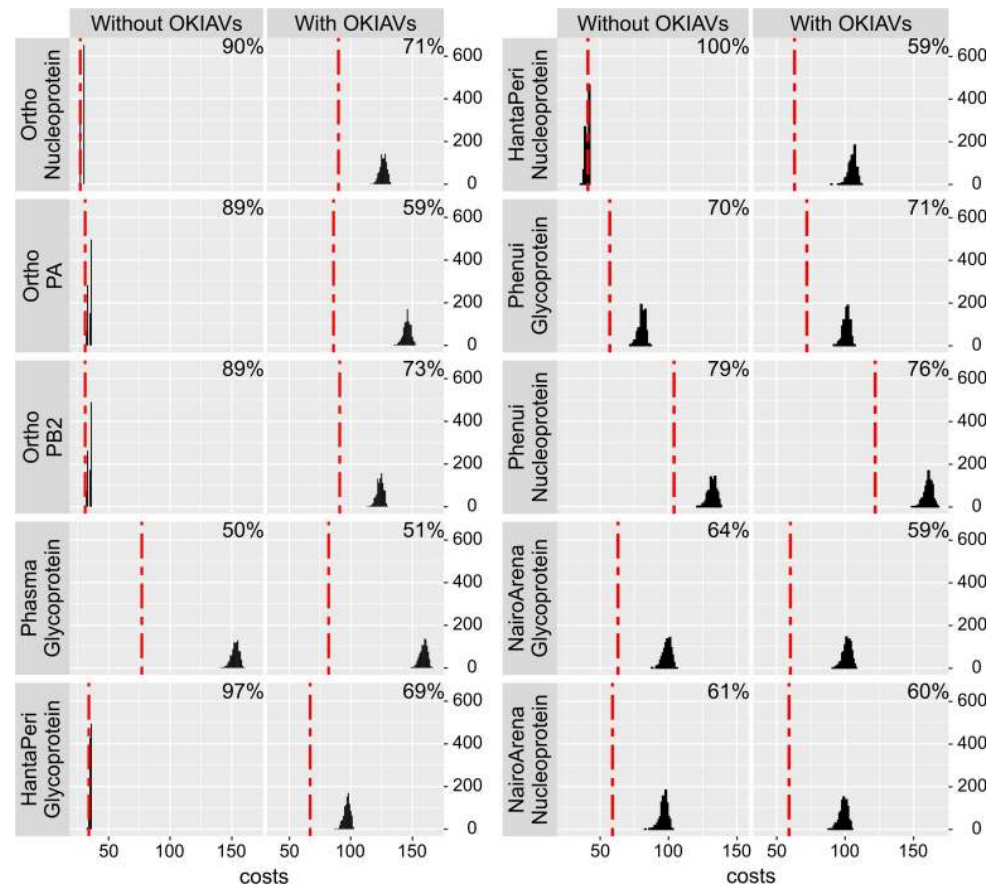 Without OKIAVs
With OKIAVs
Ortho
Nucleoprotein
90%
71%
600
400
200
0
Ortho
PA
89%
59%
600
400
200
0
Ortho
PB2
89%
73%
600
400
200
0
Phasma
Glycoprotein
50%
51%
600
400
200
0
HantaPeri
Glycoprotein
97%
69%
600
400
200
0
50
100
150
50
100
150
costs
Without OKIAVs
With OKIAVs
HantaPeri
Nucleoprotein
100%
59%
600
400
200
0
Phenui
Glycoprotein
70%
71%
600
400
200
0
Phenui
Nucleoprotein
79%
76%
600
400
200
0
NairoArena
Glycoprotein
64%
59%
600
400
200
0
NairoArena
Nucleoprotein
61%
60%
600
400
200
0
50
100
150
50
100
150
costs